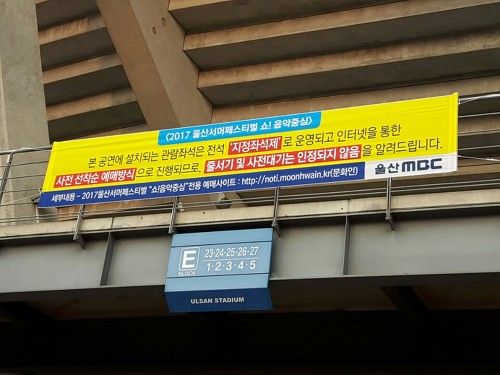 <2017 울산서머페스티벌 쇼! 음악중심>
본 공연에 설치되는 관람좌석은 전석 '지정좌석제'로 운영되고 인터넷을 통한
사전 선착순 예매방식으로 진행되므로, 줄서기 및 사전대기는 인정되지 않음을 알려드립니다.
세부내용 - 2017울산서머페스티벌 "쇼!음악중심"전용 예매사이트 : http://noti.moonhwain.kr(문화인)
울산MBC
E BLOCK
23·24·25·26·27
1·2·3·4·5
ULSAN STADIUM